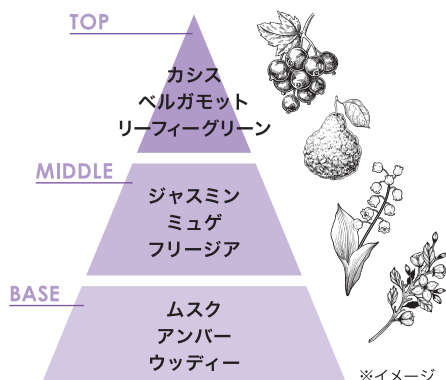 TOP
カシス
ベルガモット
リーフィーグリーン
MIDDLE
ジャスミン
ミュゲ
フリージア
BASE
ムスク
アンバー
ウッディー
※イメージ